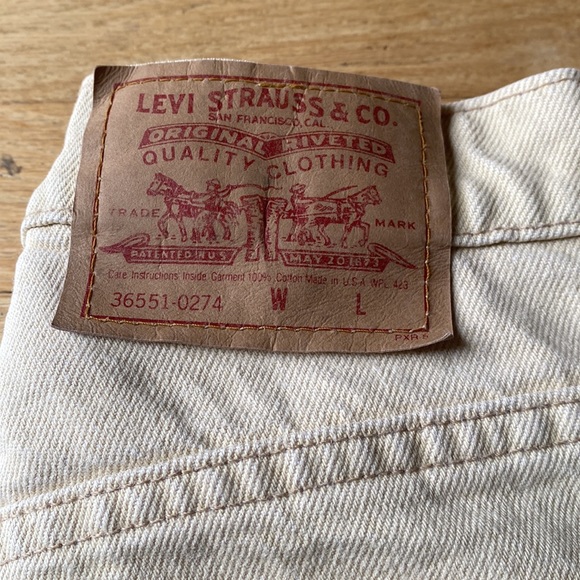 LEVI STRAUSS & CO.
SAN FRANCISCO, CAL.
ORIGINAL RIVETED
QUALITY CLOTHING
TRADE MARK
PATENTED IN U S MAY 20 1873
Care Instructions Inside Garment 100% Cotton Made in U.S.A. WPL 423
36551-0274 W L